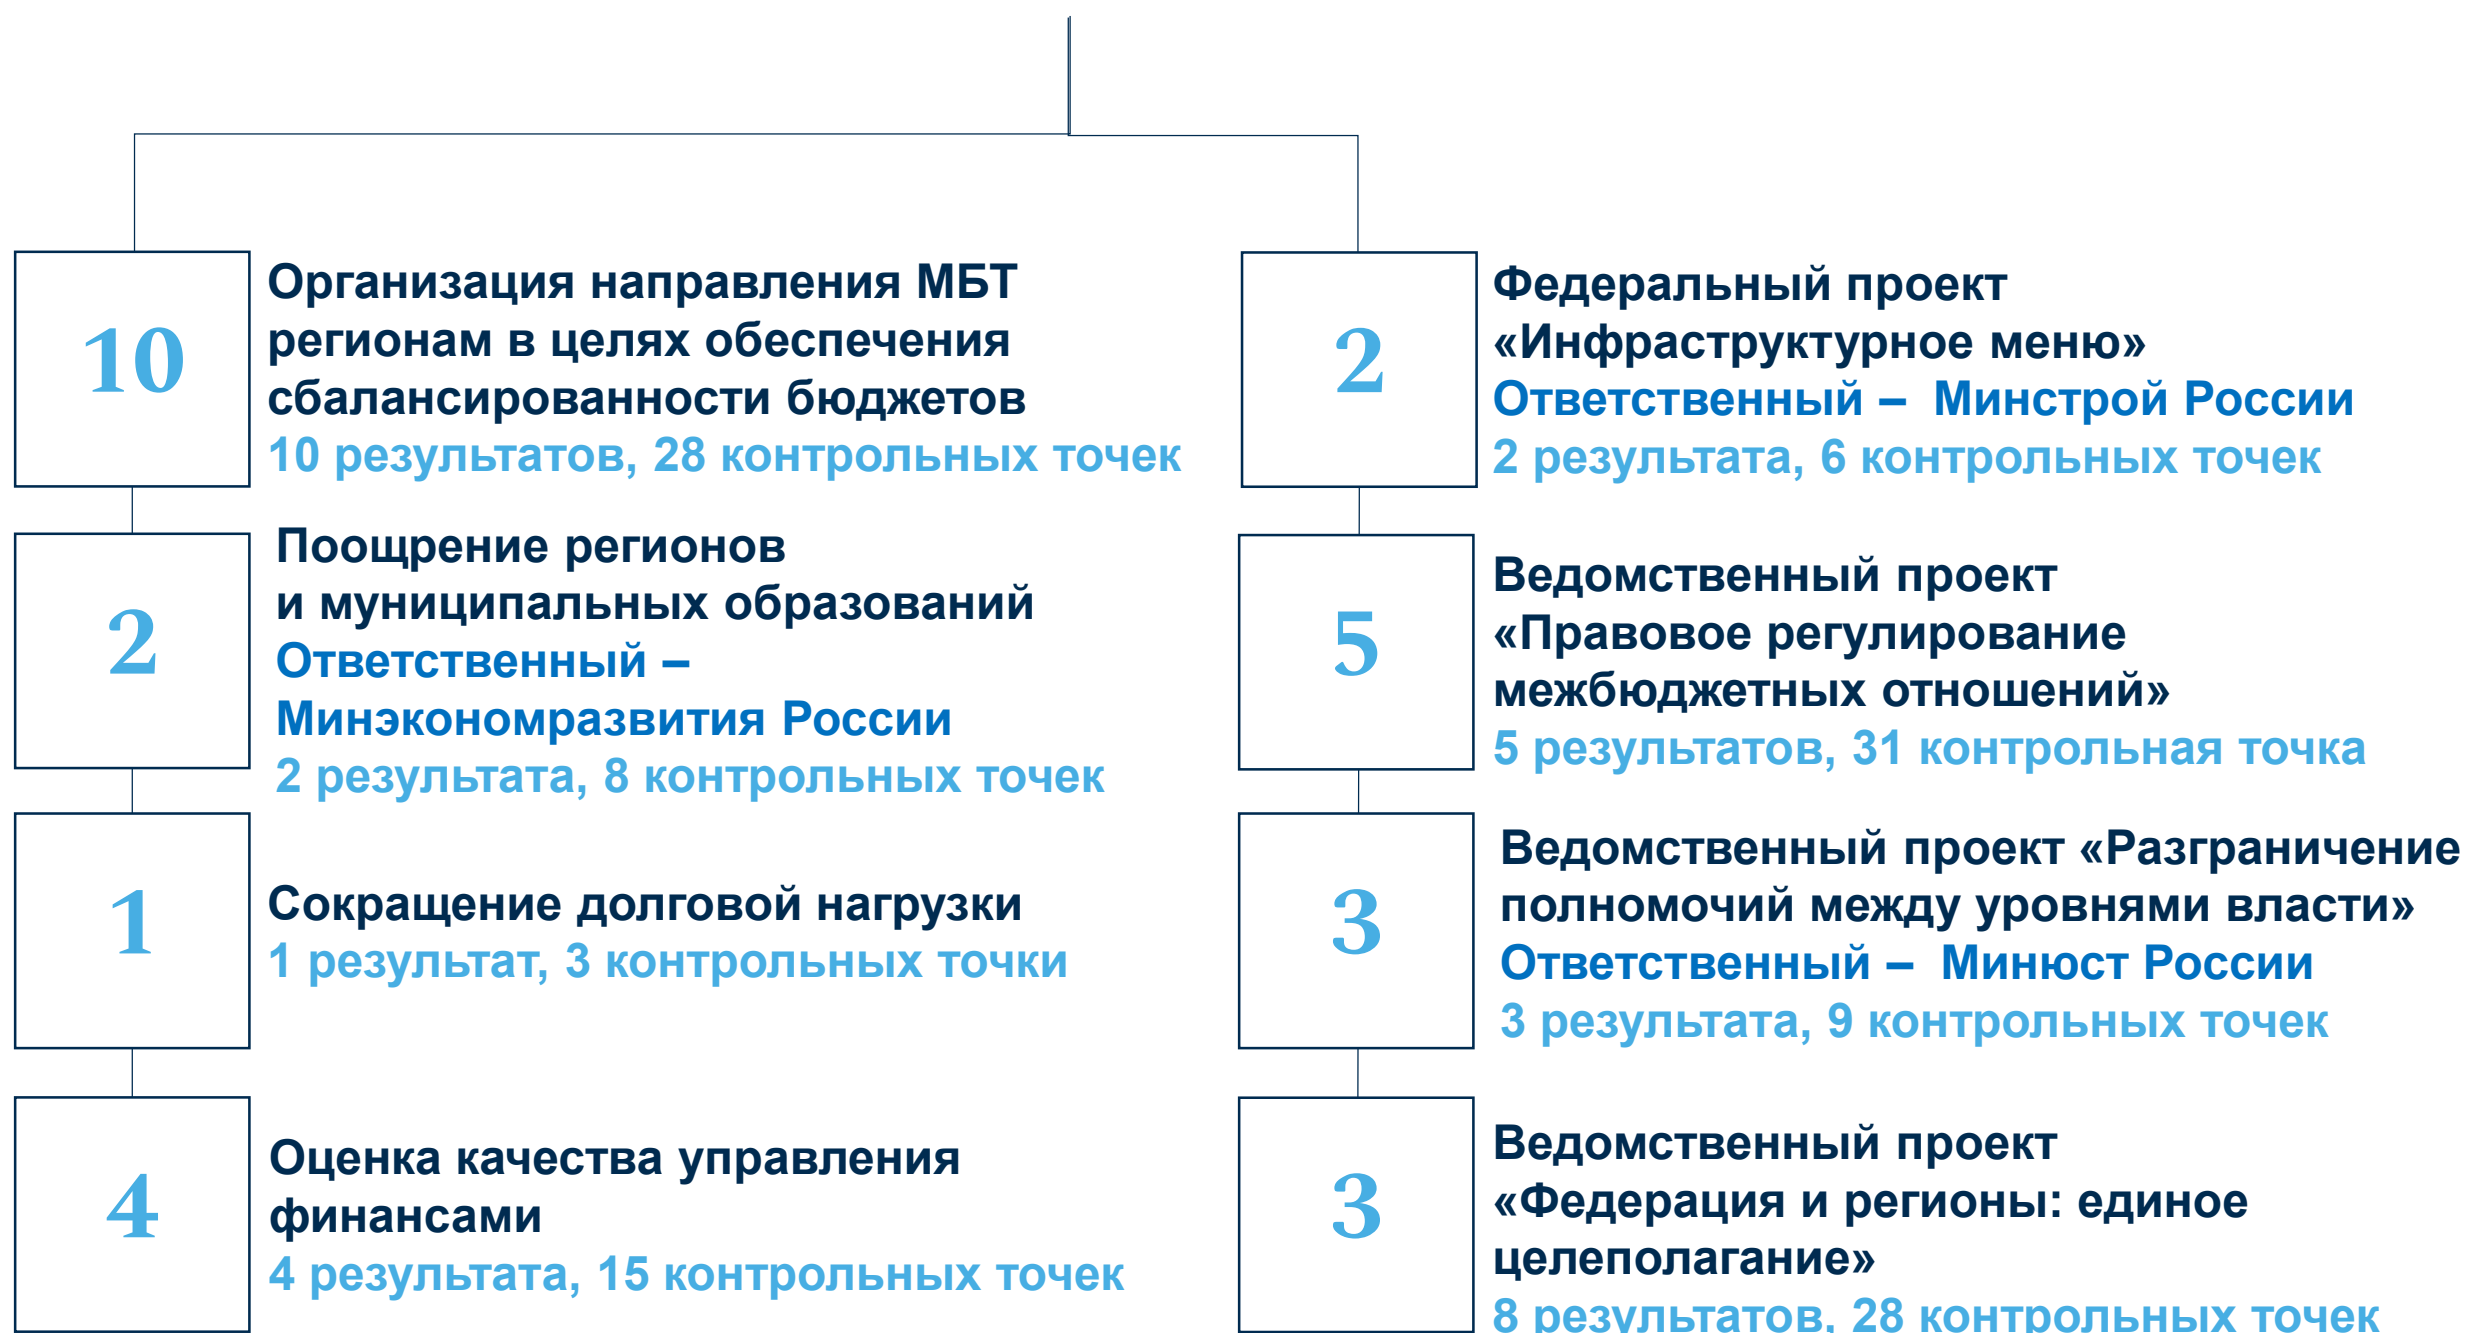 10
Организация направления МБТ
регионам в целях обеспечения
сбалансированности бюджетов
10 результатов, 28 контрольных точек
2
Поощрение регионов
и муниципальных образований
Ответственный –
Минэкономразвития России
2 результата, 8 контрольных точек
1
Сокращение долговой нагрузки
1 результат, 3 контрольных точки
4
Оценка качества управления
финансами
4 результата, 15 контрольных точек
2
Федеральный проект
«Инфраструктурное меню»
Ответственный – Минстрой России
2 результата, 6 контрольных точек
5
Ведомственный проект
«Правовое регулирование
межбюджетных отношений»
5 результатов, 31 контрольная точка
3
Ведомственный проект «Разграничение
полномочий между уровнями власти»
Ответственный – Минюст России
3 результата, 9 контрольных точек
3
Ведомственный проект
«Федерация и регионы: единое
целеполагание»
8 результатов, 28 контрольных точек